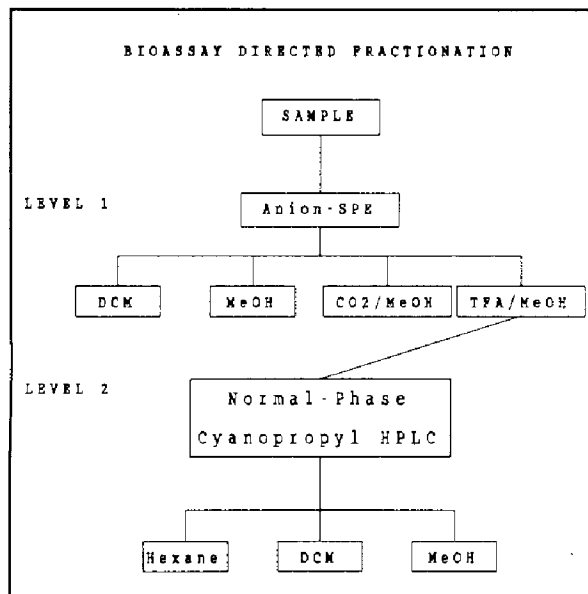 BIOASSAY DIRECTED FRACTIONATION
SAMPLE
LEVEL 1
Anion-SPE
DCM MeOH CO2/MeOH TFA/MeOH
LEVEL 2
Normal-Phase
Cyanopropyl HPLC
Hexane DCM MeOH